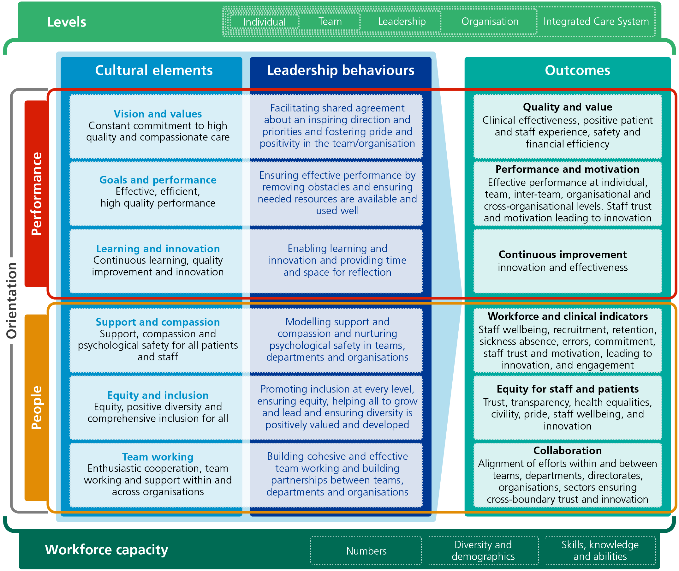 Levels
Individual
Team
Leadership
Organisation
Integrated Care System
Cultural elements
Leadership behaviours
Outcomes
Orientation
Performance
Vision and values
Constant commitment to high
quality and compassionate care
Facilitating shared agreement
about an inspiring direction and
priorities and fostering pride and
positivity in the team/organisation
Quality and value
Clinical effectiveness, positive patient
and staff experience, safety and
financial efficiency
Goals and performance
Effective, efficient,
high quality performance
Ensuring effective performance by
removing obstacles and ensuring
needed resources are available and
used well
Performance and motivation
Effective performance at individual,
team, inter-team, organisational and
cross-organisational levels. Staff trust
and motivation leading to innovation
Learning and innovation
Continuous learning, quality
improvement and innovation
Enabling learning and
innovation and providing time
and space for reflection
Continuous improvement
innovation and effectiveness
People
Support and compassion
Support, compassion and
psychological safety for all patients
and staff
Modelling support and
compassion and nurturing
psychological safety in teams,
departments and organisations
Workforce and clinical indicators
Staff wellbeing, recruitment, retention,
sickness absence, errors, commitment,
staff trust and motivation, leading to
innovation, and engagement
Equity and inclusion
Equity, positive diversity and
comprehensive inclusion for all
Promoting inclusion at every level,
ensuring equity, helping all to grow
and lead and ensuring diversity is
positively valued and developed
Equity for staff and patients
Trust, transparency, health equalities,
civility, pride, staff wellbeing, and
innovation
Team working
Enthusiastic cooperation, team
working and support within and
across organisations
Building cohesive and effective
team working and building
partnerships between teams,
departments and organisations
Collaboration
Alignment of efforts within and between
teams, departments, directorates,
organisations, sectors ensuring
cross-boundary trust and innovation
Workforce capacity
Numbers
Diversity and
demographics
Skills, knowledge
and abilities